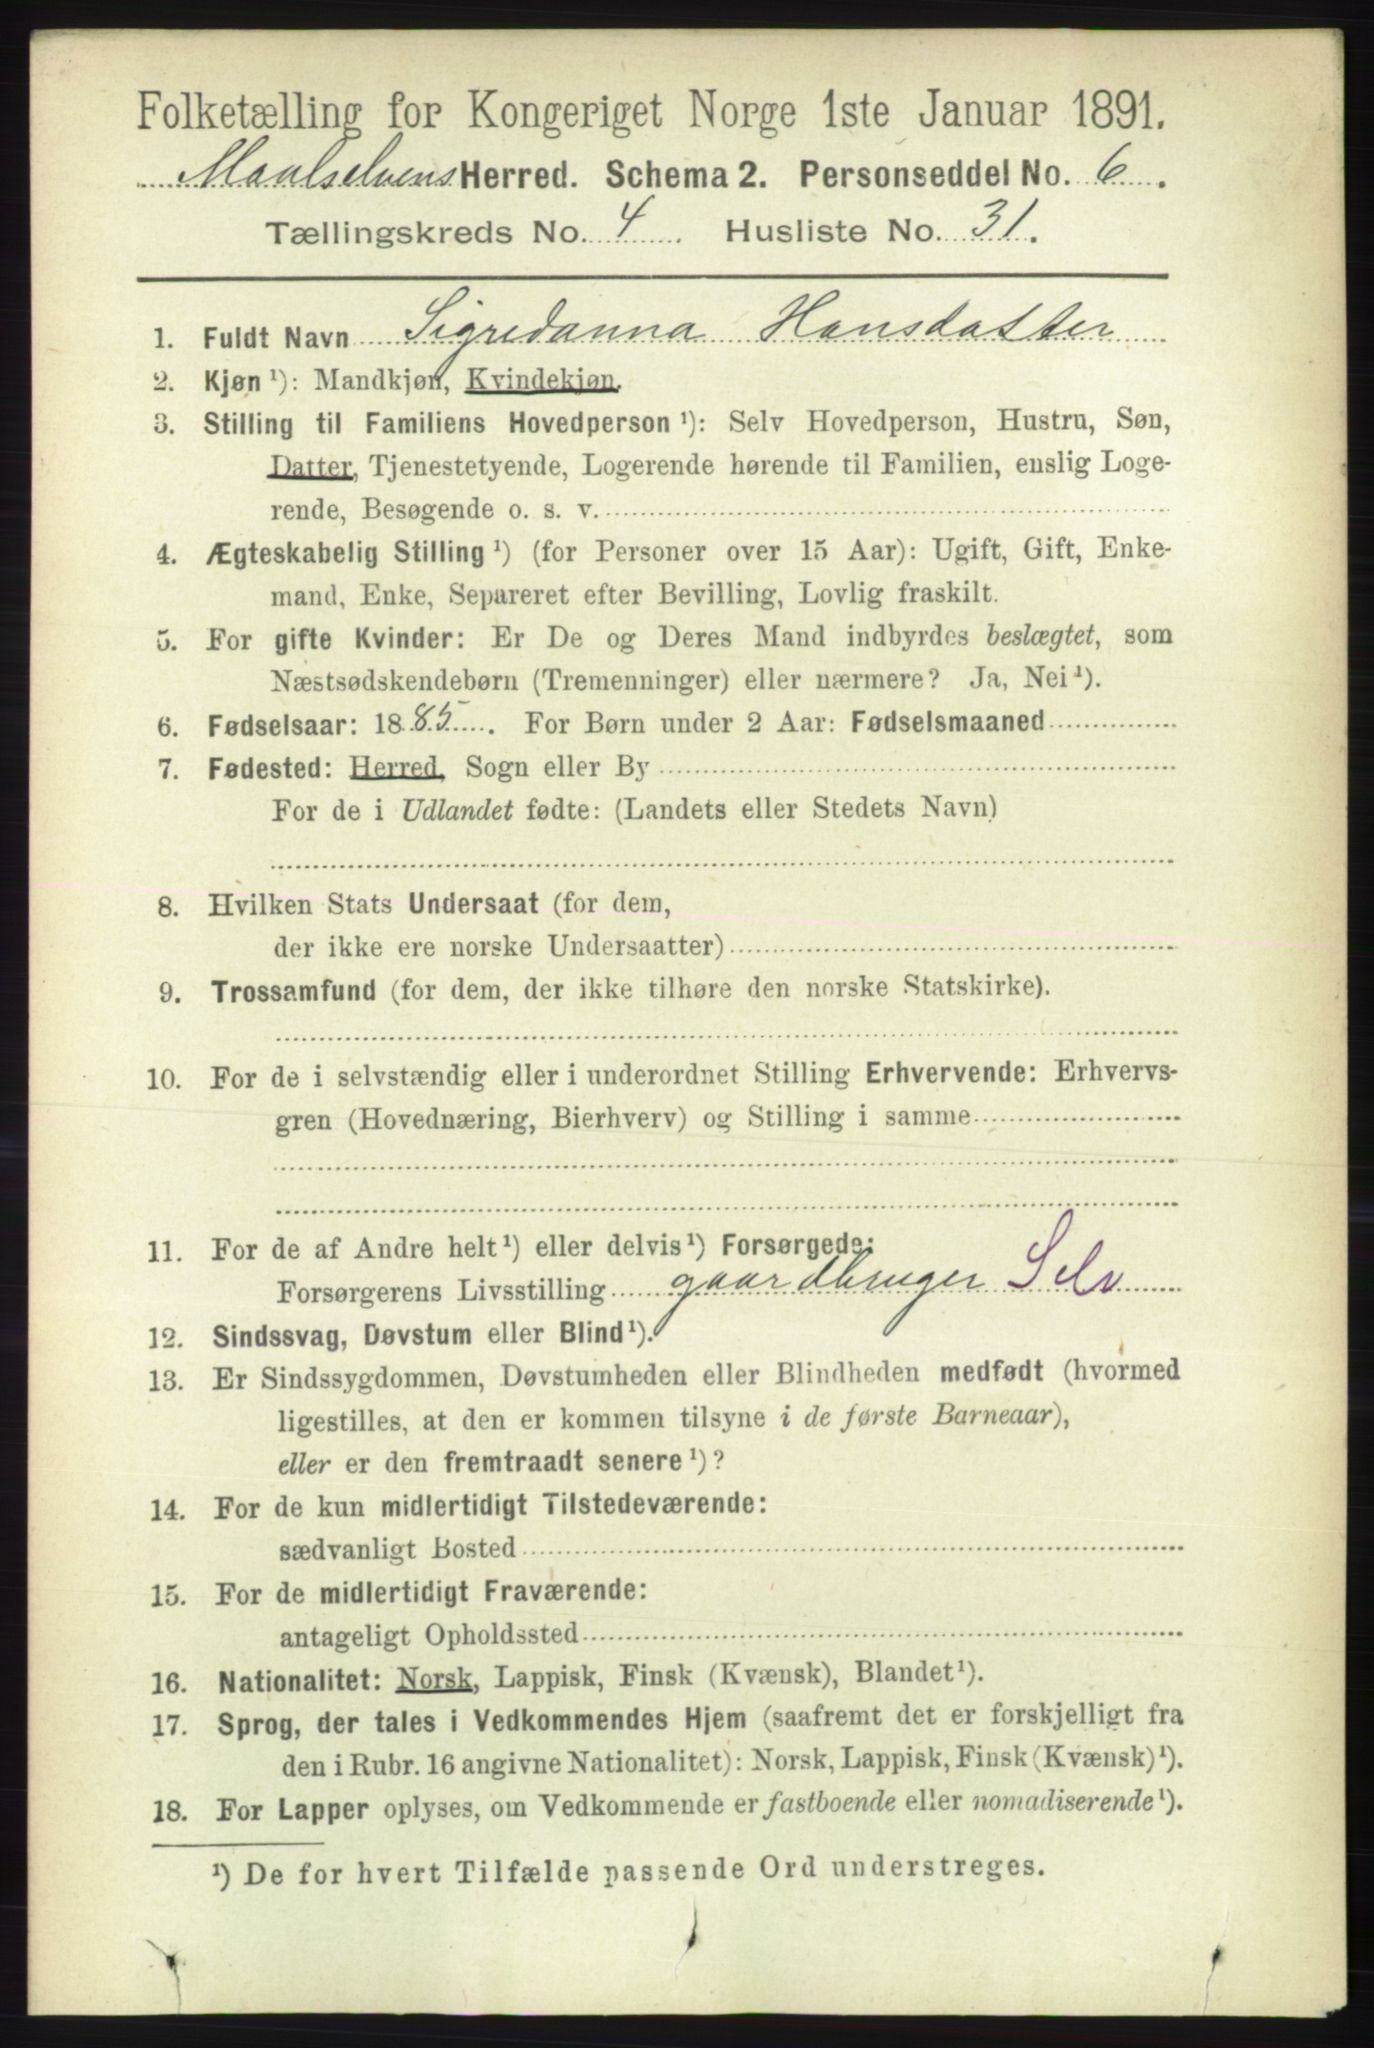 Folketælling for Kongeriget Norge 1ste Januar 1891.
Maalselvens Herred. Schema 2. Personseddel No. 6.
Tællingskreds No. 4 Husliste No. 31.
1. Fuldt Navn Sigredanna Hansdatter
2. Kjøn ¹): Mandkjøn, Kvindekjøn.
3. Stilling til Familiens Hovedperson ¹): Selv Hovedperson, Hustru, Søn,
Datter, Tjenestetyende, Logerende hørende til Familien, enslig Loge-
rende, Besøgende o. s. v.
4. Ægteskabelig Stilling ¹) (for Personer over 15 Aar): Ugift, Gift, Enke-
mand, Enke, Separeret efter Bevilling, Lovlig fraskilt.
5. For gifte Kvinder: Er De og Deres Mand indbyrdes beslægtet, som
Næstsødskendebørn (Tremenninger) eller nærmere? Ja, Nei ¹).
6. Fødselsaar: 1885. For Børn under 2 Aar: Fødselsmaaned
7. Fødested: Herred, Sogn eller By
For de i Udlandet fødte: (Landets eller Stedets Navn)
8. Hvilken Stats Undersaat (for dem,
der ikke ere norske Undersaatter)
9. Trossamfund (for dem, der ikke tilhøre den norske Statskirke).
10. For de i selvstændig eller i underordnet Stilling Erhvervende: Erhvervs-
gren (Hovednæring, Bierhverv) og Stilling i samme
11. For de af Andre helt ¹) eller delvis ¹) Forsørgede:
Forsørgerens Livsstilling gaardbruger Selv
12. Sindssvag, Døvstum eller Blind ¹).
13. Er Sindssygdommen, Døvstumheden eller Blindheden medfødt (hvormed
ligestilles, at den er kommen tilsyne i de første Barneaar),
eller er den fremtraadt senere ¹)?
14. For de kun midlertidigt Tilstedeværende:
sædvanligt Bosted
15. For de midlertidigt Fraværende:
antageligt Opholdssted
16. Nationalitet: Norsk, Lappisk, Finsk (Kvænsk), Blandet ¹).
17. Sprog, der tales i Vedkommendes Hjem (saafremt det er forskjelligt fra
den i Rubr. 16 angivne Nationalitet): Norsk, Lappisk, Finsk (Kvænsk) ¹).
18. For Lapper oplyses, om Vedkommende er fastboende eller nomadiserende ¹).
¹) De for hvert Tilfælde passende Ord understreges.